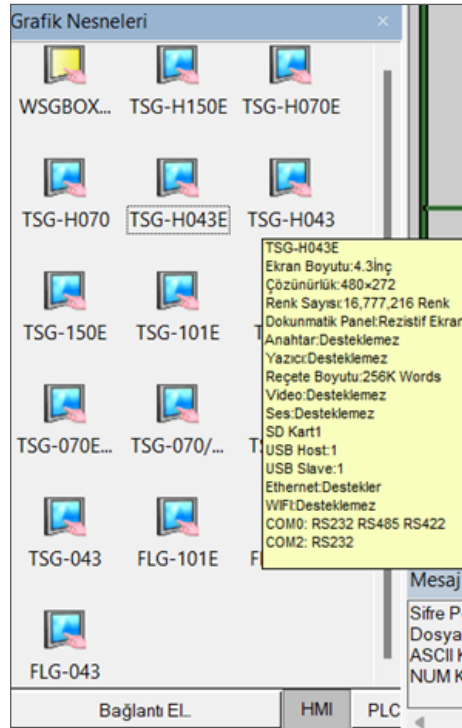 Grafik Nesneleri
WSGBOX... TSG-H150E TSG-H070E
TSG-H070 TSG-H043E TSG-H043
TSG-H043E
Ekran Boyutu:4.3İnç
Çözünürlük:480×272
Renk Sayısı:16,777,216 Renk
Dokunmatik Panel:Rezistif Ekran
Anahtar:Desteklemez
Yazıcı:Desteklemez
Reçete Boyutu:256K Words
Video:Desteklemez
Ses:Desteklemez
SD Kart1
USB Host:1
USB Slave:1
Ethernet:Destekler
WIFI:Desteklemez
COM0: RS232 RS485 RS422
COM2: RS232
TSG-150E TSG-101E
TSG-070E... TSG-070/...
TSG-043 FLG-101E
FLG-043
Mesaj
Sifre P
Dosya
ASCII K
NUM K
Bağlantı EL.. HMI PLC